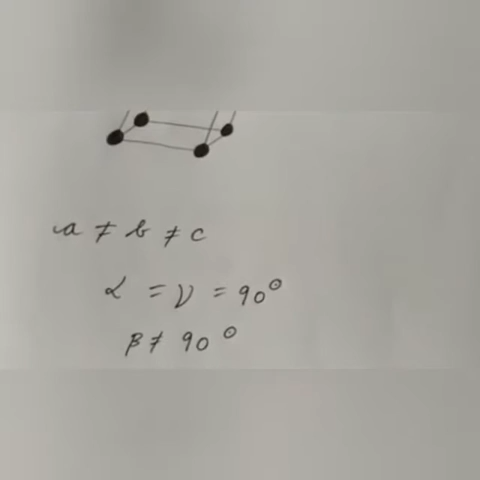 a ≠ b ≠ c
α = γ = 90°
β ≠ 90°